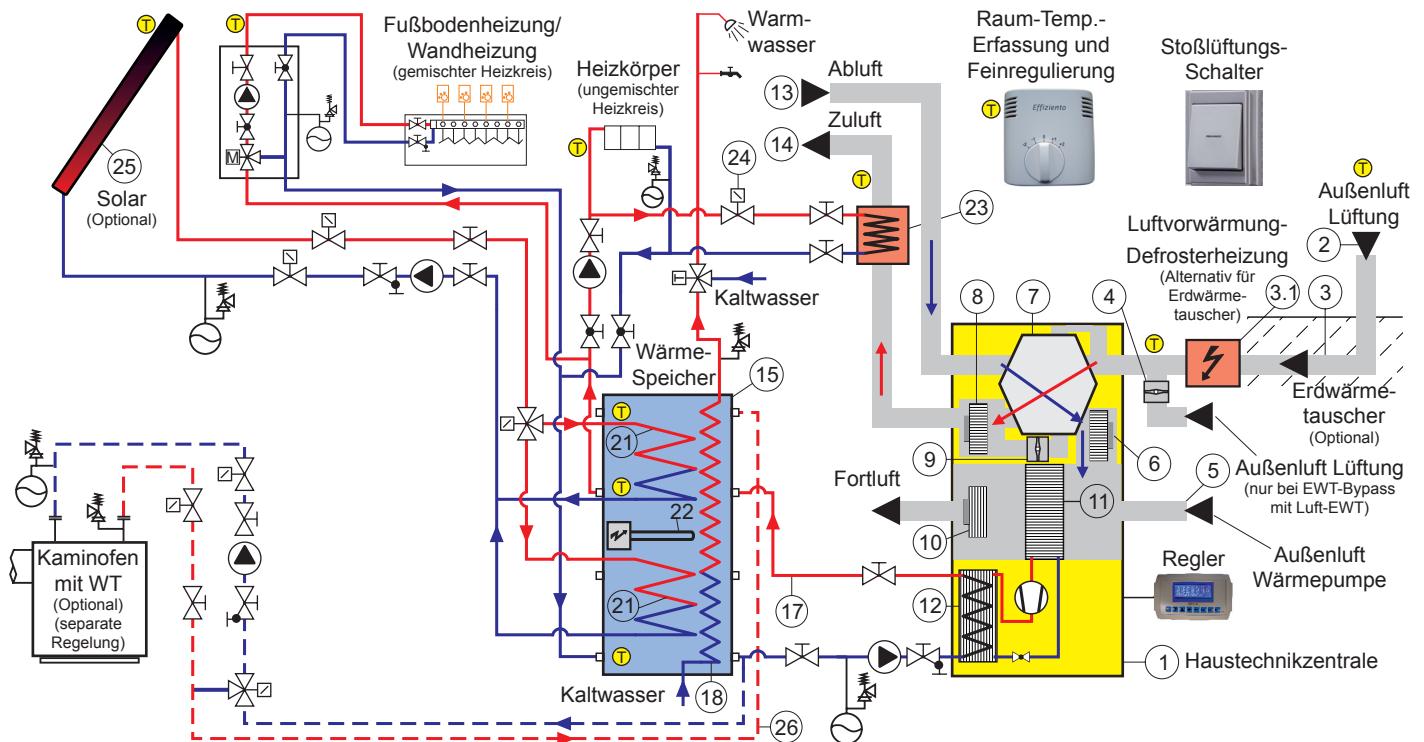 T
T
Fußbodenheizung/
Wandheizung
(gemischter Heizkreis)
Heizkörper
(ungemischter
Heizkreis)
T
Warm-
wasser
Abluft
13
Zuluft
14
T
Raum-Temp.-
Erfassung und
Feinregulierung
T
Effiziento
Stoßlüftungs-
Schalter
T
Außenluft
Lüftung
2
25
Solar
(Optional)
M
24
23
T
Kaltwasser
Luftvorwärmung-
Defrosterheizung
(Alternativ für
Erdwärme-
tauscher)
3.1
3
8
7
4
T
Erdwärme-
tauscher
(Optional)
Wärme-
Speicher
15
T
21
T
22
21
T
18
Kaltwasser
9
6
Außenluft Lüftung
(nur bei EWT-Bypass
mit Luft-EWT)
Fortluft
10
11
5
Außenluft
Wärmepumpe
Regler
17
12
1
Haustechnikzentrale
Kaminofen
mit WT
(Optional)
(separate
Regelung)
26